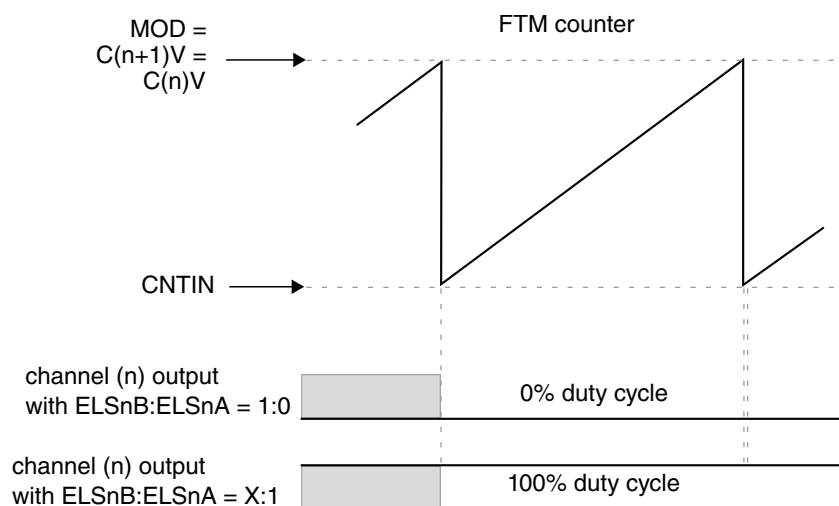 MOD =
C(n+1)V =
C(n)V
FTM counter
CNTIN
channel (n) output
with ELSnB:ELSnA = 1:0
0% duty cycle
channel (n) output
with ELSnB:ELSnA = X:1
100% duty cycle